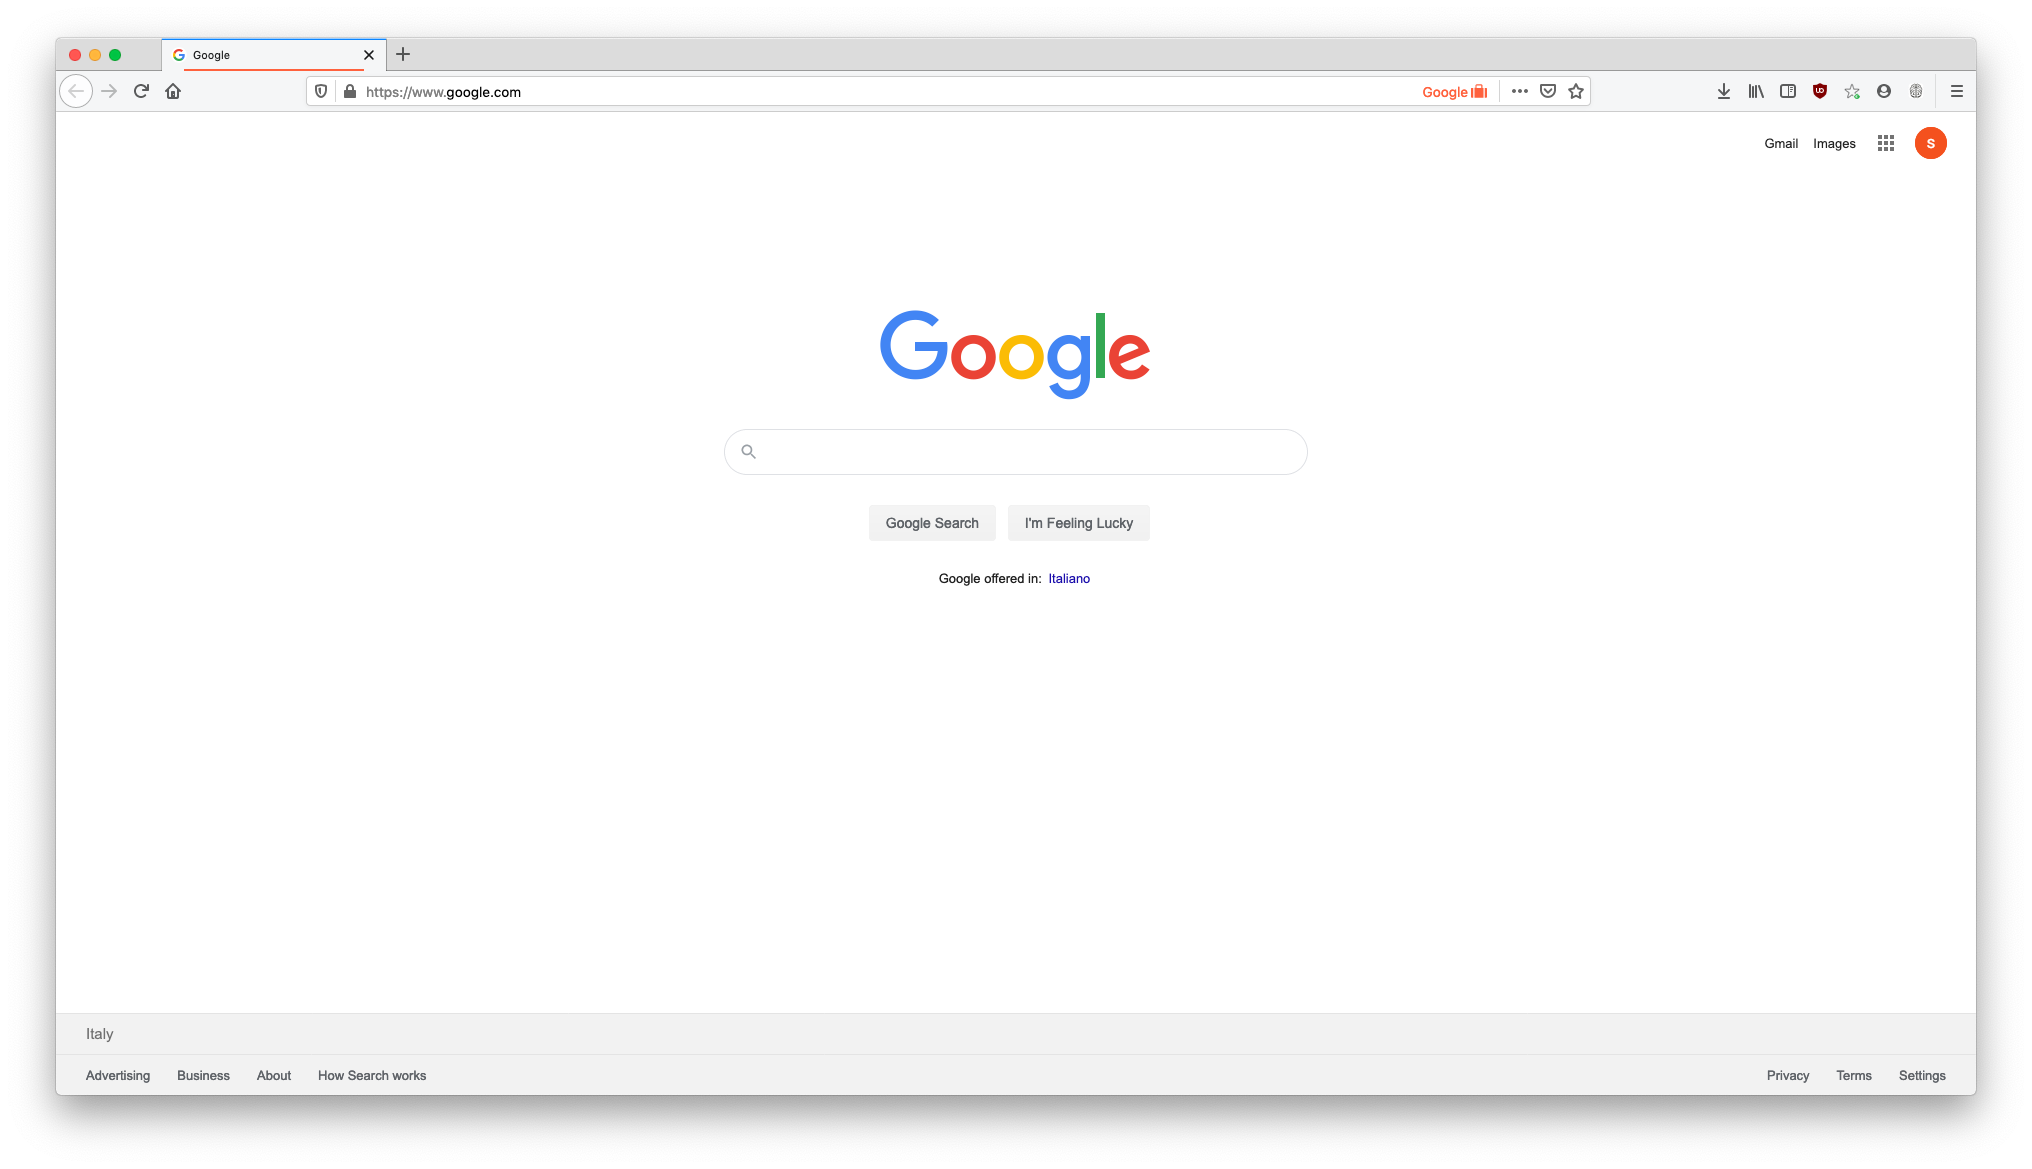 Google
https://www.google.com
Google
Gmail Images
S
Google
Google Search I'm Feeling Lucky
Google offered in: Italiano
Italy
Advertising Business About How Search works
Privacy Terms Settings